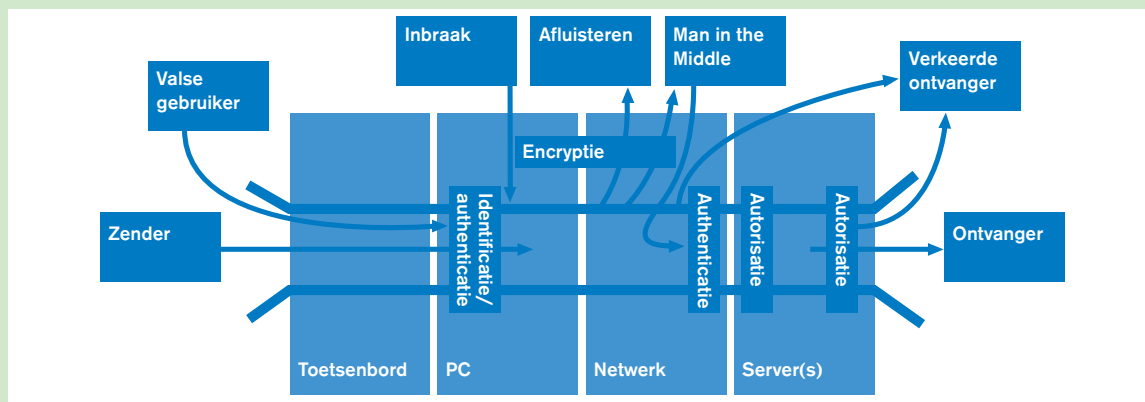 Inbraak
Afluisteren
Man in the
Middle
Verkeerde
ontvanger
Valse
gebruiker
Encryptie
Zender
Identificatie/
authenticatie
Authenticatie
Autorisatie
Autorisatie
Ontvanger
Toetsenbord
PC
Netwerk
Server(s)